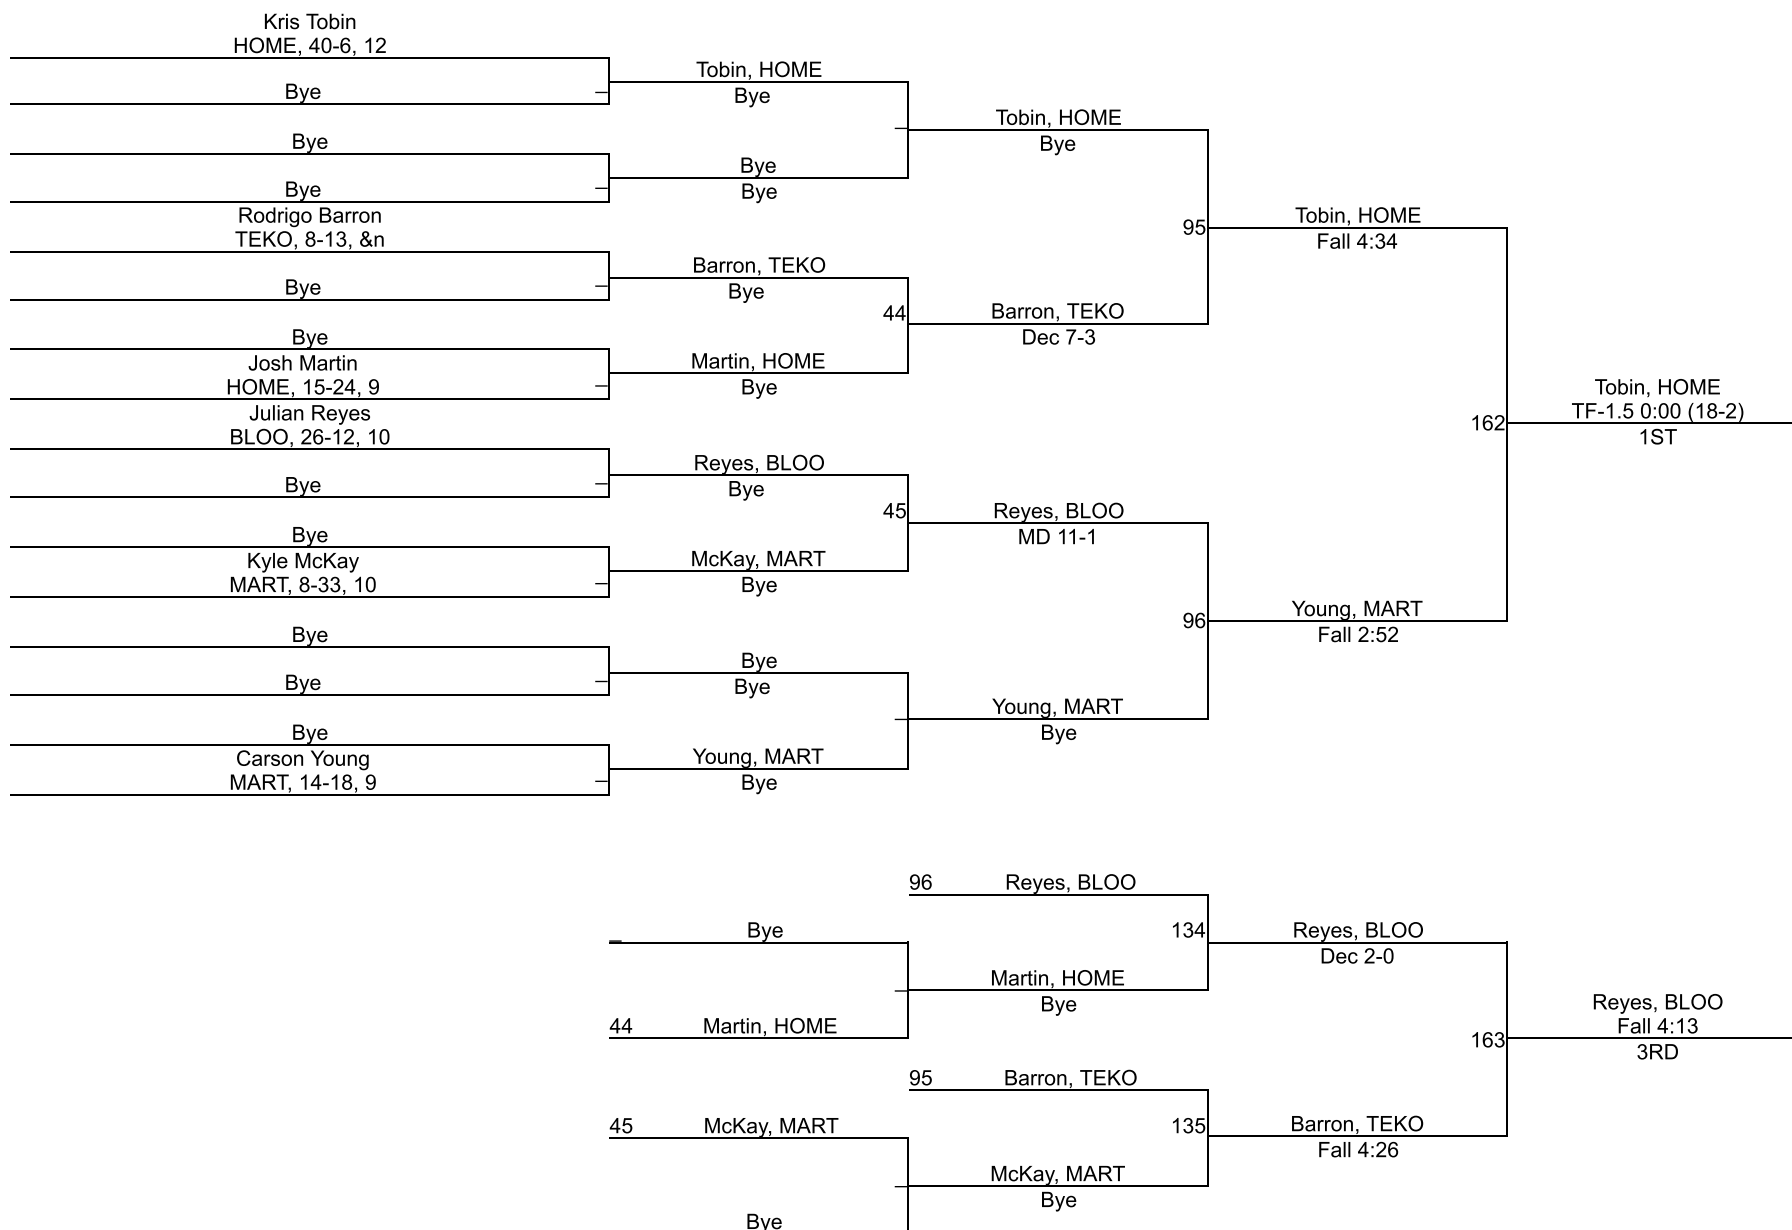 Kris Tobin
HOME, 40-6, 12
Bye
Bye
Bye
Rodrigo Barron
TEKO, 8-13, &n
Bye
Bye
Josh Martin
HOME, 15-24, 9
Julian Reyes
BLOO, 26-12, 10
Bye
Bye
Kyle McKay
MART, 8-33, 10
Bye
Bye
Bye
Carson Young
MART, 14-18, 9
Tobin, HOME
Bye
Bye
Bye
Barron, TEKO
Bye
44
Martin, HOME
Bye
Reyes, BLOO
Bye
45
McKay, MART
Bye
Bye
Bye
Young, MART
Bye
Tobin, HOME
Bye
95
Barron, TEKO
Dec 7-3
Reyes, BLOO
MD 11-1
96
Young, MART
Bye
Tobin, HOME
Fall 4:34
162
Young, MART
Fall 2:52
Tobin, HOME
TF-1.5 0:00 (18-2)
1ST
96 Reyes, BLOO
Bye
134
Martin, HOME
Bye
44 Martin, HOME
Reyes, BLOO
Dec 2-0
95 Barron, TEKO
45 McKay, MART
135
McKay, MART
Bye
Bye
Barron, TEKO
Fall 4:26
163
Reyes, BLOO
Fall 4:13
3RD